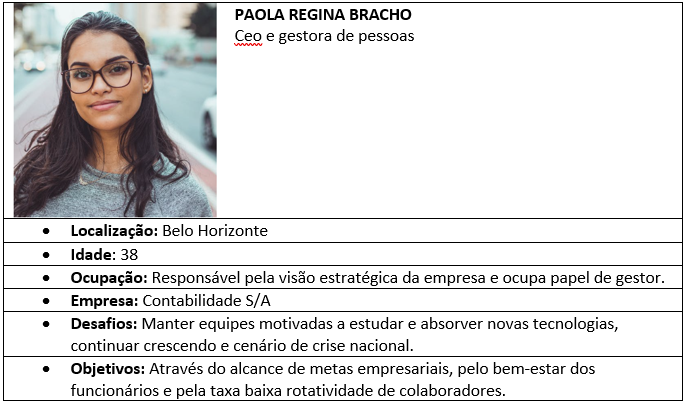 PAOLA REGINA BRACHO
Ceo e gestora de pessoas
• Localização: Belo Horizonte
• Idade: 38
• Ocupação: Responsável pela visão estratégica da empresa e ocupa papel de gestor.
• Empresa: Contabilidade S/A
• Desafios: Manter equipes motivadas a estudar e absorver novas tecnologias,
continuar crescendo e cenário de crise nacional.
• Objetivos: Através do alcance de metas empresariais, pelo bem-estar dos
funcionários e pela taxa baixa rotatividade de colaboradores.